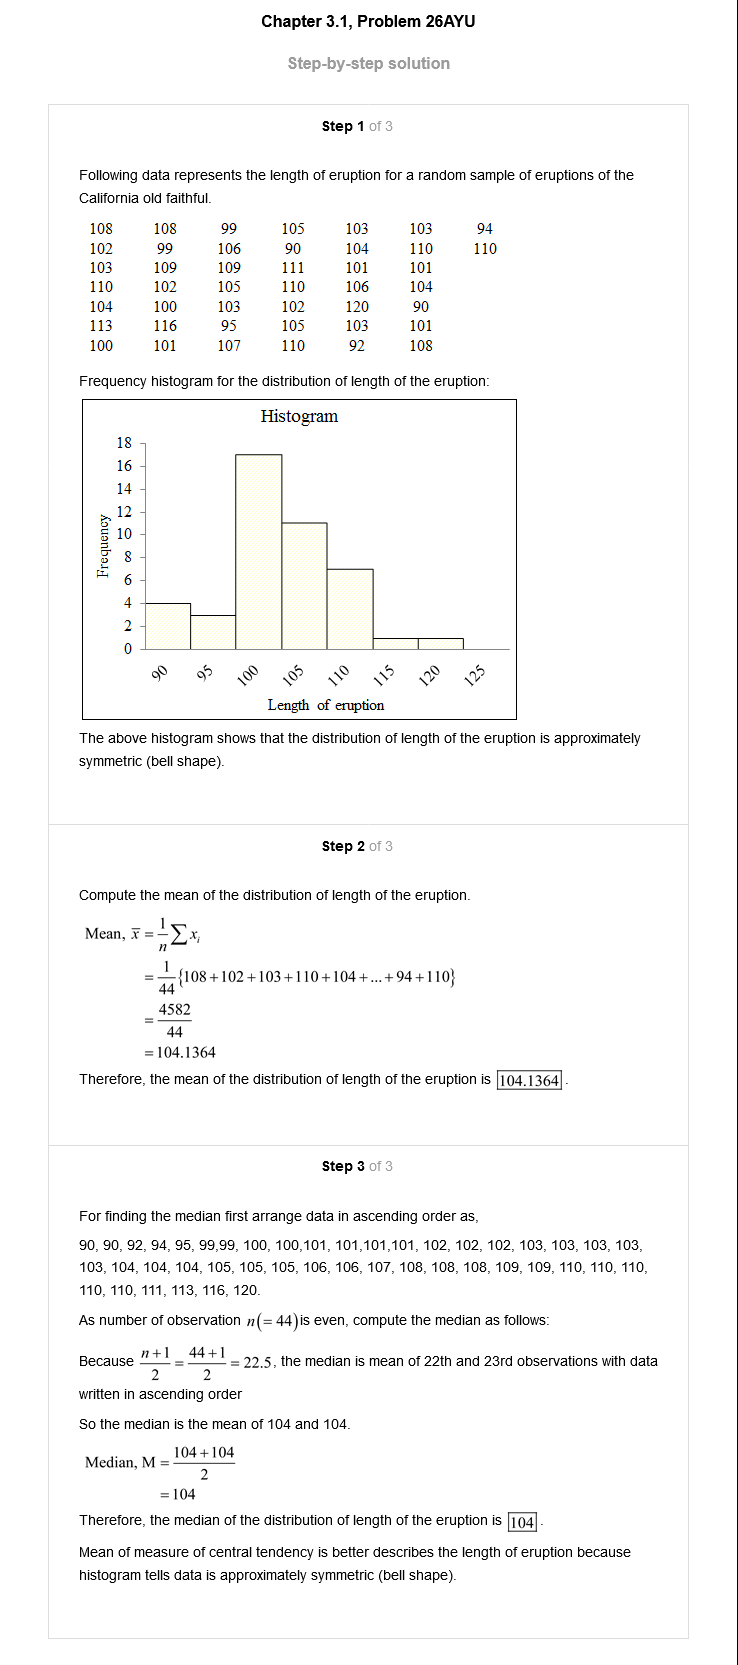 Chapter 3.1, Problem 26AYU
Step-by-step solution
Step 1 of 3
Following data represents the length of eruption for a random sample of eruptions of the
California old faithful.
108 108 99 105 103 103 94
102 99 106 90 104 110 110
103 109 109 111 101 101
110 102 105 110 106 104
104 100 103 102 120 90
113 116 95 105 103 101
100 101 107 110 92 108
Frequency histogram for the distribution of length of the eruption:
Histogram
18
16
14
12
10
8
6
4
2
0
Frequency
90 95 100 105 110 115 120 125
Length of eruption
The above histogram shows that the distribution of length of the eruption is approximately
symmetric (bell shape).
Step 2 of 3
Compute the mean of the distribution of length of the eruption.
Mean, x̅ = 1/n ∑ xᵢ
= 1/44 {108+102+103+110+104+...+94+110}
= 4582/44
= 104.1364
Therefore, the mean of the distribution of length of the eruption is 104.1364.
Step 3 of 3
For finding the median first arrange data in ascending order as,
90, 90, 92, 94, 95, 99,99, 100, 100,101, 101,101,101, 102, 102, 102, 103, 103, 103, 103,
103, 104, 104, 104, 105, 105, 105, 106, 106, 107, 108, 108, 108, 109, 109, 110, 110, 110,
110, 110, 111, 113, 116, 120.
As number of observation n(= 44)is even, compute the median as follows:
Because n+1/2 = 44+1/2 = 22.5, the median is mean of 22th and 23rd observations with data
written in ascending order
So the median is the mean of 104 and 104.
Median, M = 104+104/2
= 104
Therefore, the median of the distribution of length of the eruption is 104.
Mean of measure of central tendency is better describes the length of eruption because
histogram tells data is approximately symmetric (bell shape).